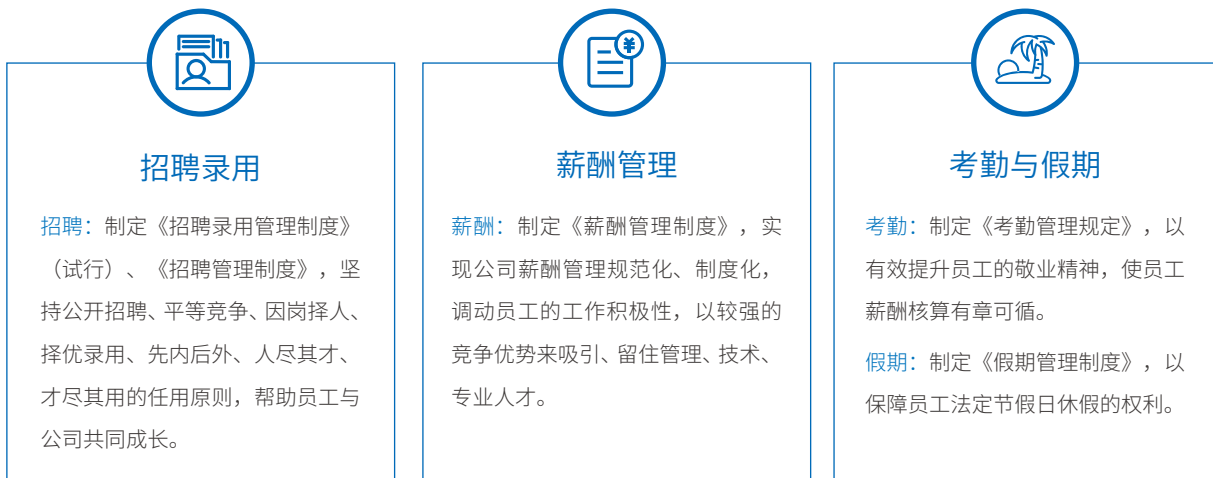 招聘录用
招聘：制定《招聘录用管理制度》
（试行）、《招聘管理制度》，坚
持公开招聘、平等竞争、因岗择人、
择优录用、先内后外、人尽其才、
才尽其用的任用原则，帮助员工与
公司共同成长。
¥
薪酬管理
薪酬：制定《薪酬管理制度》，实
现公司薪酬管理规范化、制度化，
调动员工的工作积极性，以较强的
竞争优势来吸引、留住管理、技术、
专业人才。
考勤与假期
考勤：制定《考勤管理规定》，以
有效提升员工的敬业精神，使员工
薪酬核算有章可循。
假期：制定《假期管理制度》，以
保障员工法定节假日休假的权利。